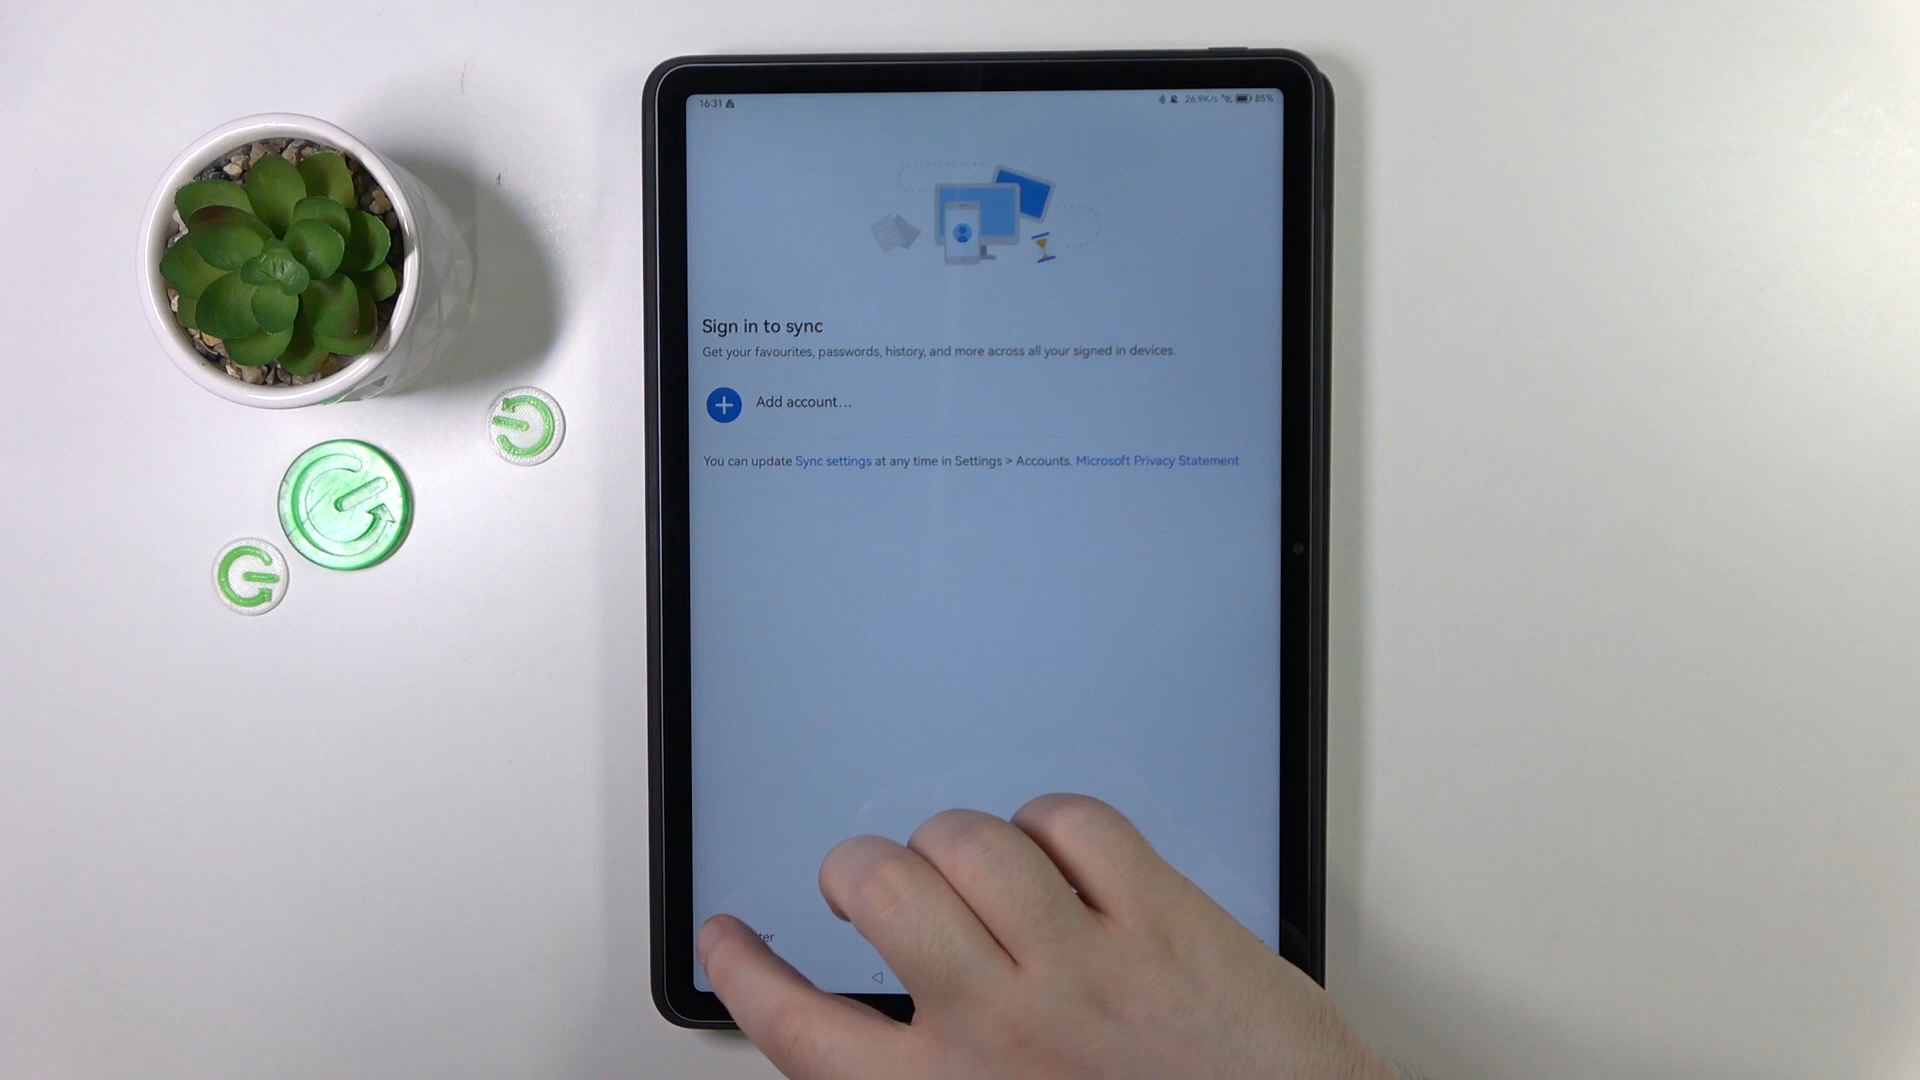 16:31
26.9K/s 85%
Sign in to sync
Get your favourites, passwords, history, and more across all your signed in devices.
Add account...
You can update Sync settings at any time in Settings > Accounts. Microsoft Privacy Statement